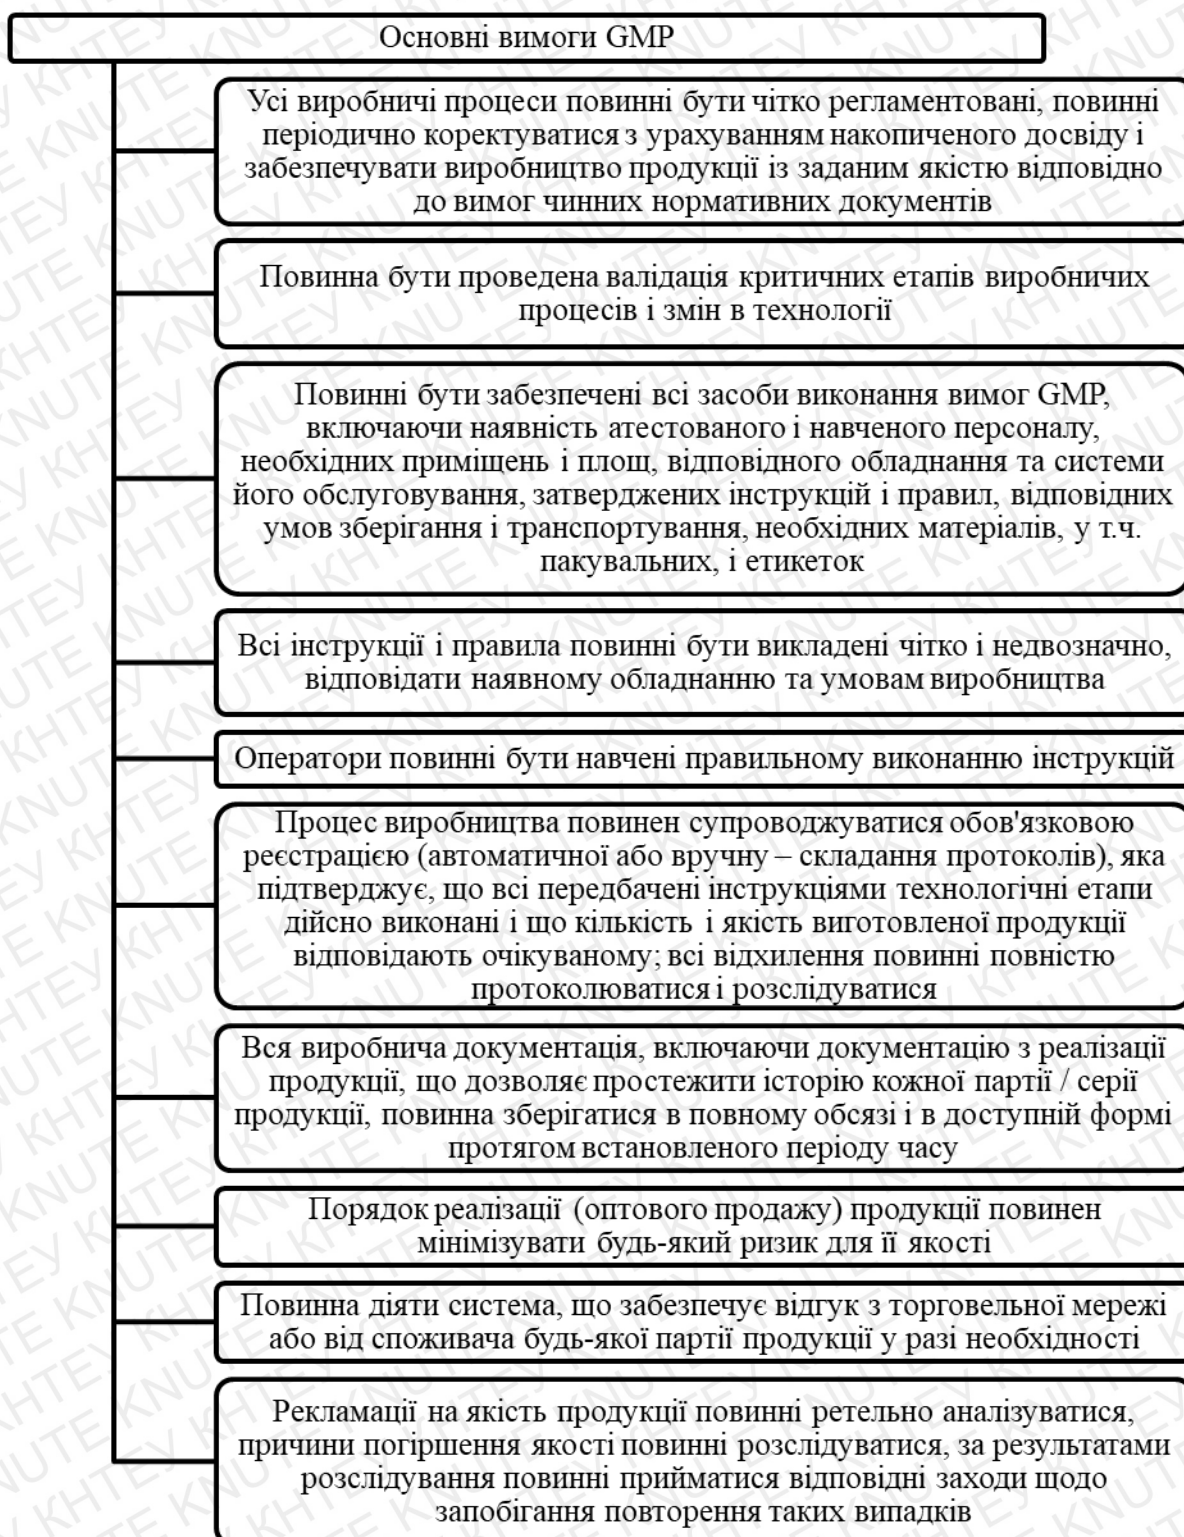 Основні вимоги GMP
Усі виробничі процеси повинні бути чітко регламентовані, повинні
періодично коректуватися з урахуванням накопиченого досвіду і
забезпечувати виробництво продукції із заданим якістю відповідно
до вимог чинних нормативних документів
Повинна бути проведена валідація критичних етапів виробничих
процесів і змін в технології
Повинні бути забезпечені всі засоби виконання вимог GMP,
включаючи наявність атестованого і навченого персоналу,
необхідних приміщень і площ, відповідного обладнання та системи
його обслуговування, затверджених інструкцій і правил, відповідних
умов зберігання і транспортування, необхідних матеріалів, у т.ч.
пакувальних, і етикеток
Всі інструкції і правила повинні бути викладені чітко і недвозначно,
відповідати наявному обладнанню та умовам виробництва
Оператори повинні бути навчені правильному виконанню інструкцій
Процес виробництва повинен супроводжуватися обов'язковою
реєстрацією (автоматичної або вручну – складання протоколів), яка
підтверджує, що всі передбачені інструкціями технологічні етапи
дійсно виконані і що кількість і якість виготовленої продукції
відповідають очікуваному; всі відхилення повинні повністю
протоколюватися і розслідуватися
Вся виробнича документація, включаючи документацію з реалізації
продукції, що дозволяє простежити історію кожної партії / серії
продукції, повинна зберігатися в повному обсязі і в доступній формі
протягом встановленого періоду часу
Порядок реалізації (оптового продажу) продукції повинен
мінімізувати будь-який ризик для її якості
Повинна діяти система, що забезпечує відгук з торговельної мережі
або від споживача будь-якої партії продукції у разі необхідності
Рекламації на якість продукції повинні ретельно аналізуватися,
причини погіршення якості повинні розслідуватися, за результатами
розслідування повинні прийматися відповідні заходи щодо
запобігання повторення таких випадків